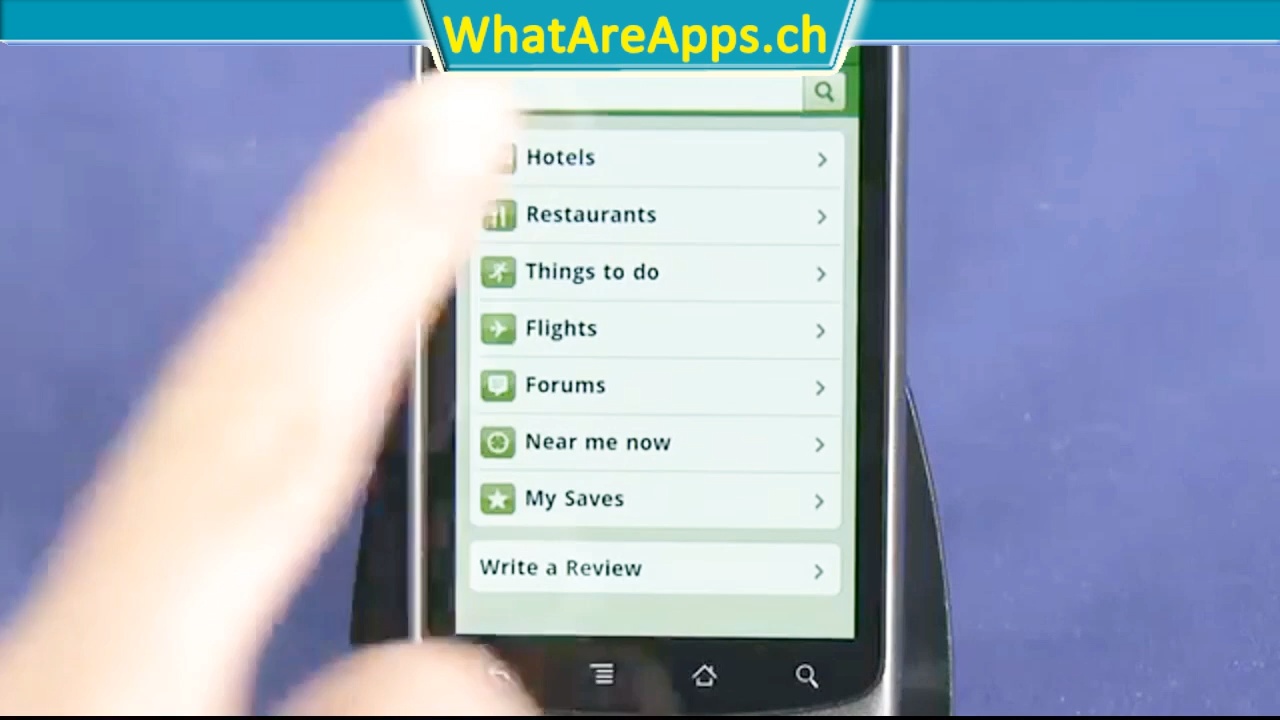 WhatAreApps.ch
Hotels
Restaurants
Things to do
Flights
Forums
Near me now
My Saves
Write a Review